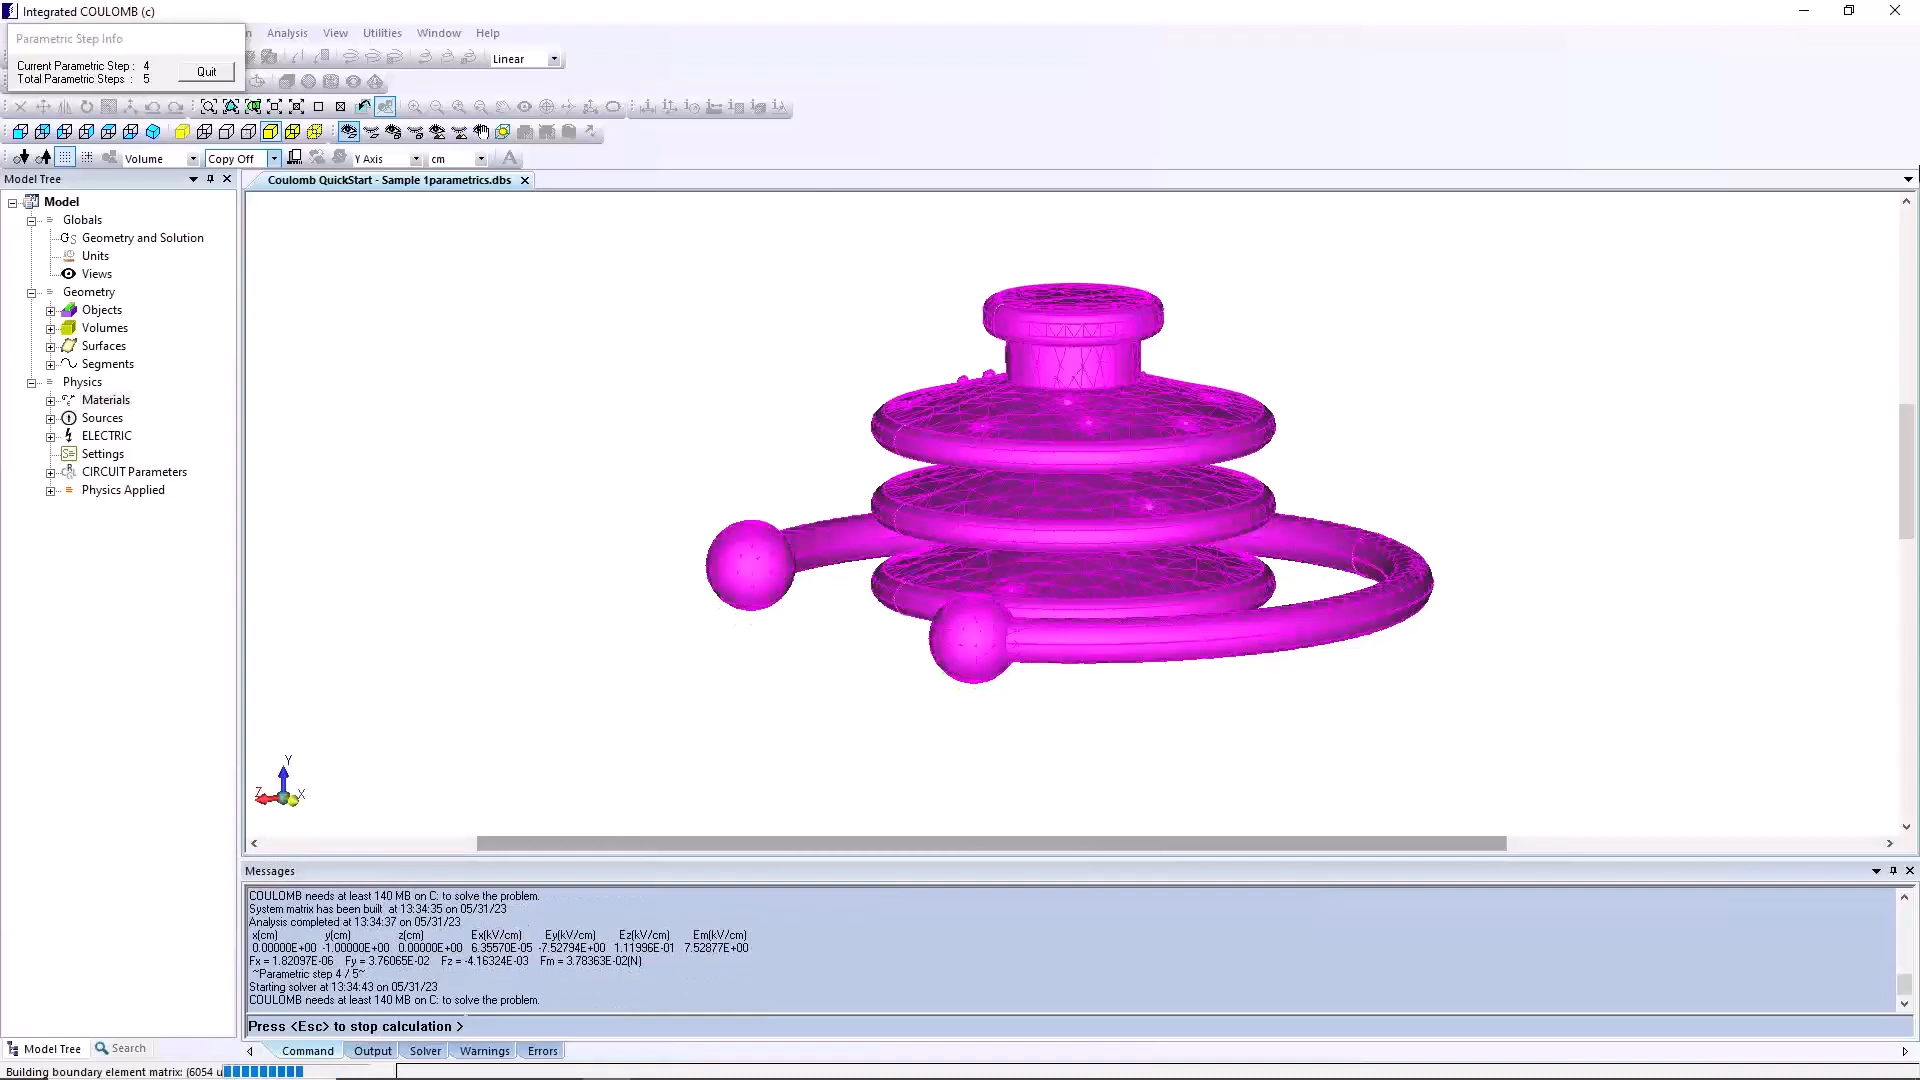 Integrated COULOMB (c)
Parametric Step Info
Current Parametric Step : 4
Total Parametric Steps : 5
Quit
Analysis View Utilities Window Help
Linear
Volume
Copy Off
Y Axis
cm
Model Tree
Coulomb QuickStart - Sample 1parametrics.dbs
Model
Globals
Geometry and Solution
Units
Views
Geometry
Objects
Volumes
Surfaces
Segments
Physics
Materials
Sources
ELECTRIC
Settings
CIRCUIT Parameters
Physics Applied
Y
Z
X
Messages
COULOMB needs at least 140 MB on C: to solve the problem.
System matrix has been built at 13:34:35 on 05/31/23
Analysis completed at 13:34:37 on 05/31/23
x(cm) y(cm) z(cm) Ex(kV/cm) Ey(kV/cm) Ez(kV/cm) Em(kV/cm)
0.00000E+00 -1.00000E+00 0.00000E+00 6.35570E-05 -7.52794E+00 1.11996E-01 7.52877E+00
Fx = 1.82097E-06 Fy = 3.76065E-02 Fz = -4.16324E-03 Fm = 3.78363E-02(N)
~Parametric step 4 / 5~
Starting solver at 13:34:43 on 05/31/23
COULOMB needs at least 140 MB on C: to solve the problem.
Press <Esc> to stop calculation >
Model Tree
Search
Command Output Solver Warnings Errors
Building boundary element matrix: (6054 u